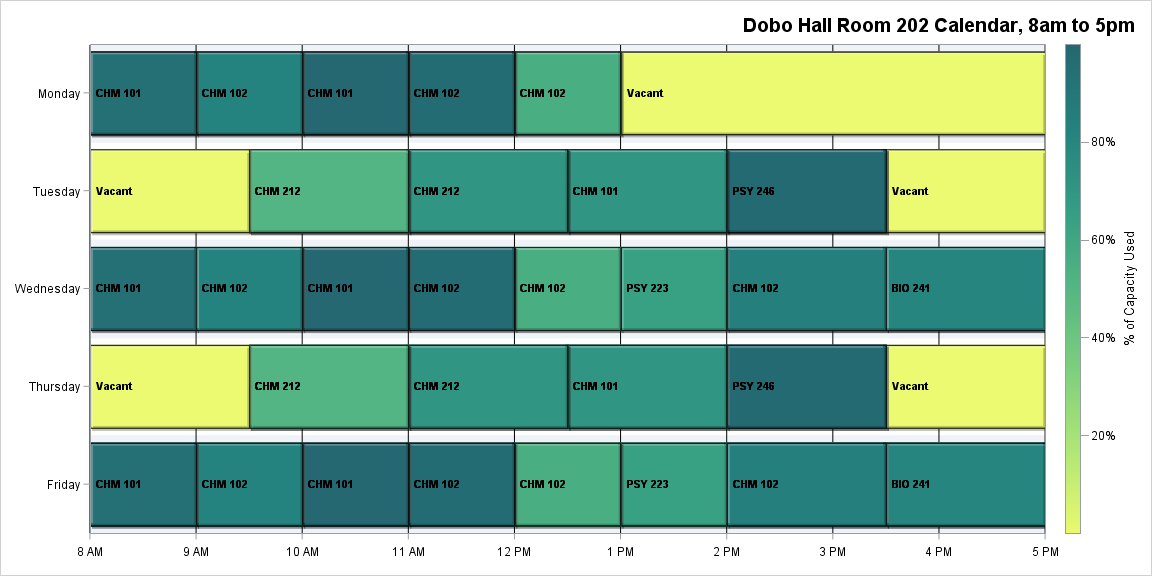 Dobo Hall Room 202 Calendar, 8am to 5pm
Monday CHM 101 CHM 102 CHM 101 CHM 102 CHM 102 Vacant
80%
Tuesday Vacant CHM 212 CHM 212 CHM 101 PSY 246 Vacant
60%
% of Capacity Used
Wednesday CHM 101 CHM 102 CHM 101 CHM 102 CHM 102 PSY 223 CHM 102 BIO 241
40%
Thursday Vacant CHM 212 CHM 212 CHM 101 PSY 246 Vacant
20%
Friday CHM 101 CHM 102 CHM 101 CHM 102 CHM 102 PSY 223 CHM 102 BIO 241
8 AM 9 AM 10 AM 11 AM 12 PM 1 PM 2 PM 3 PM 4 PM 5 PM